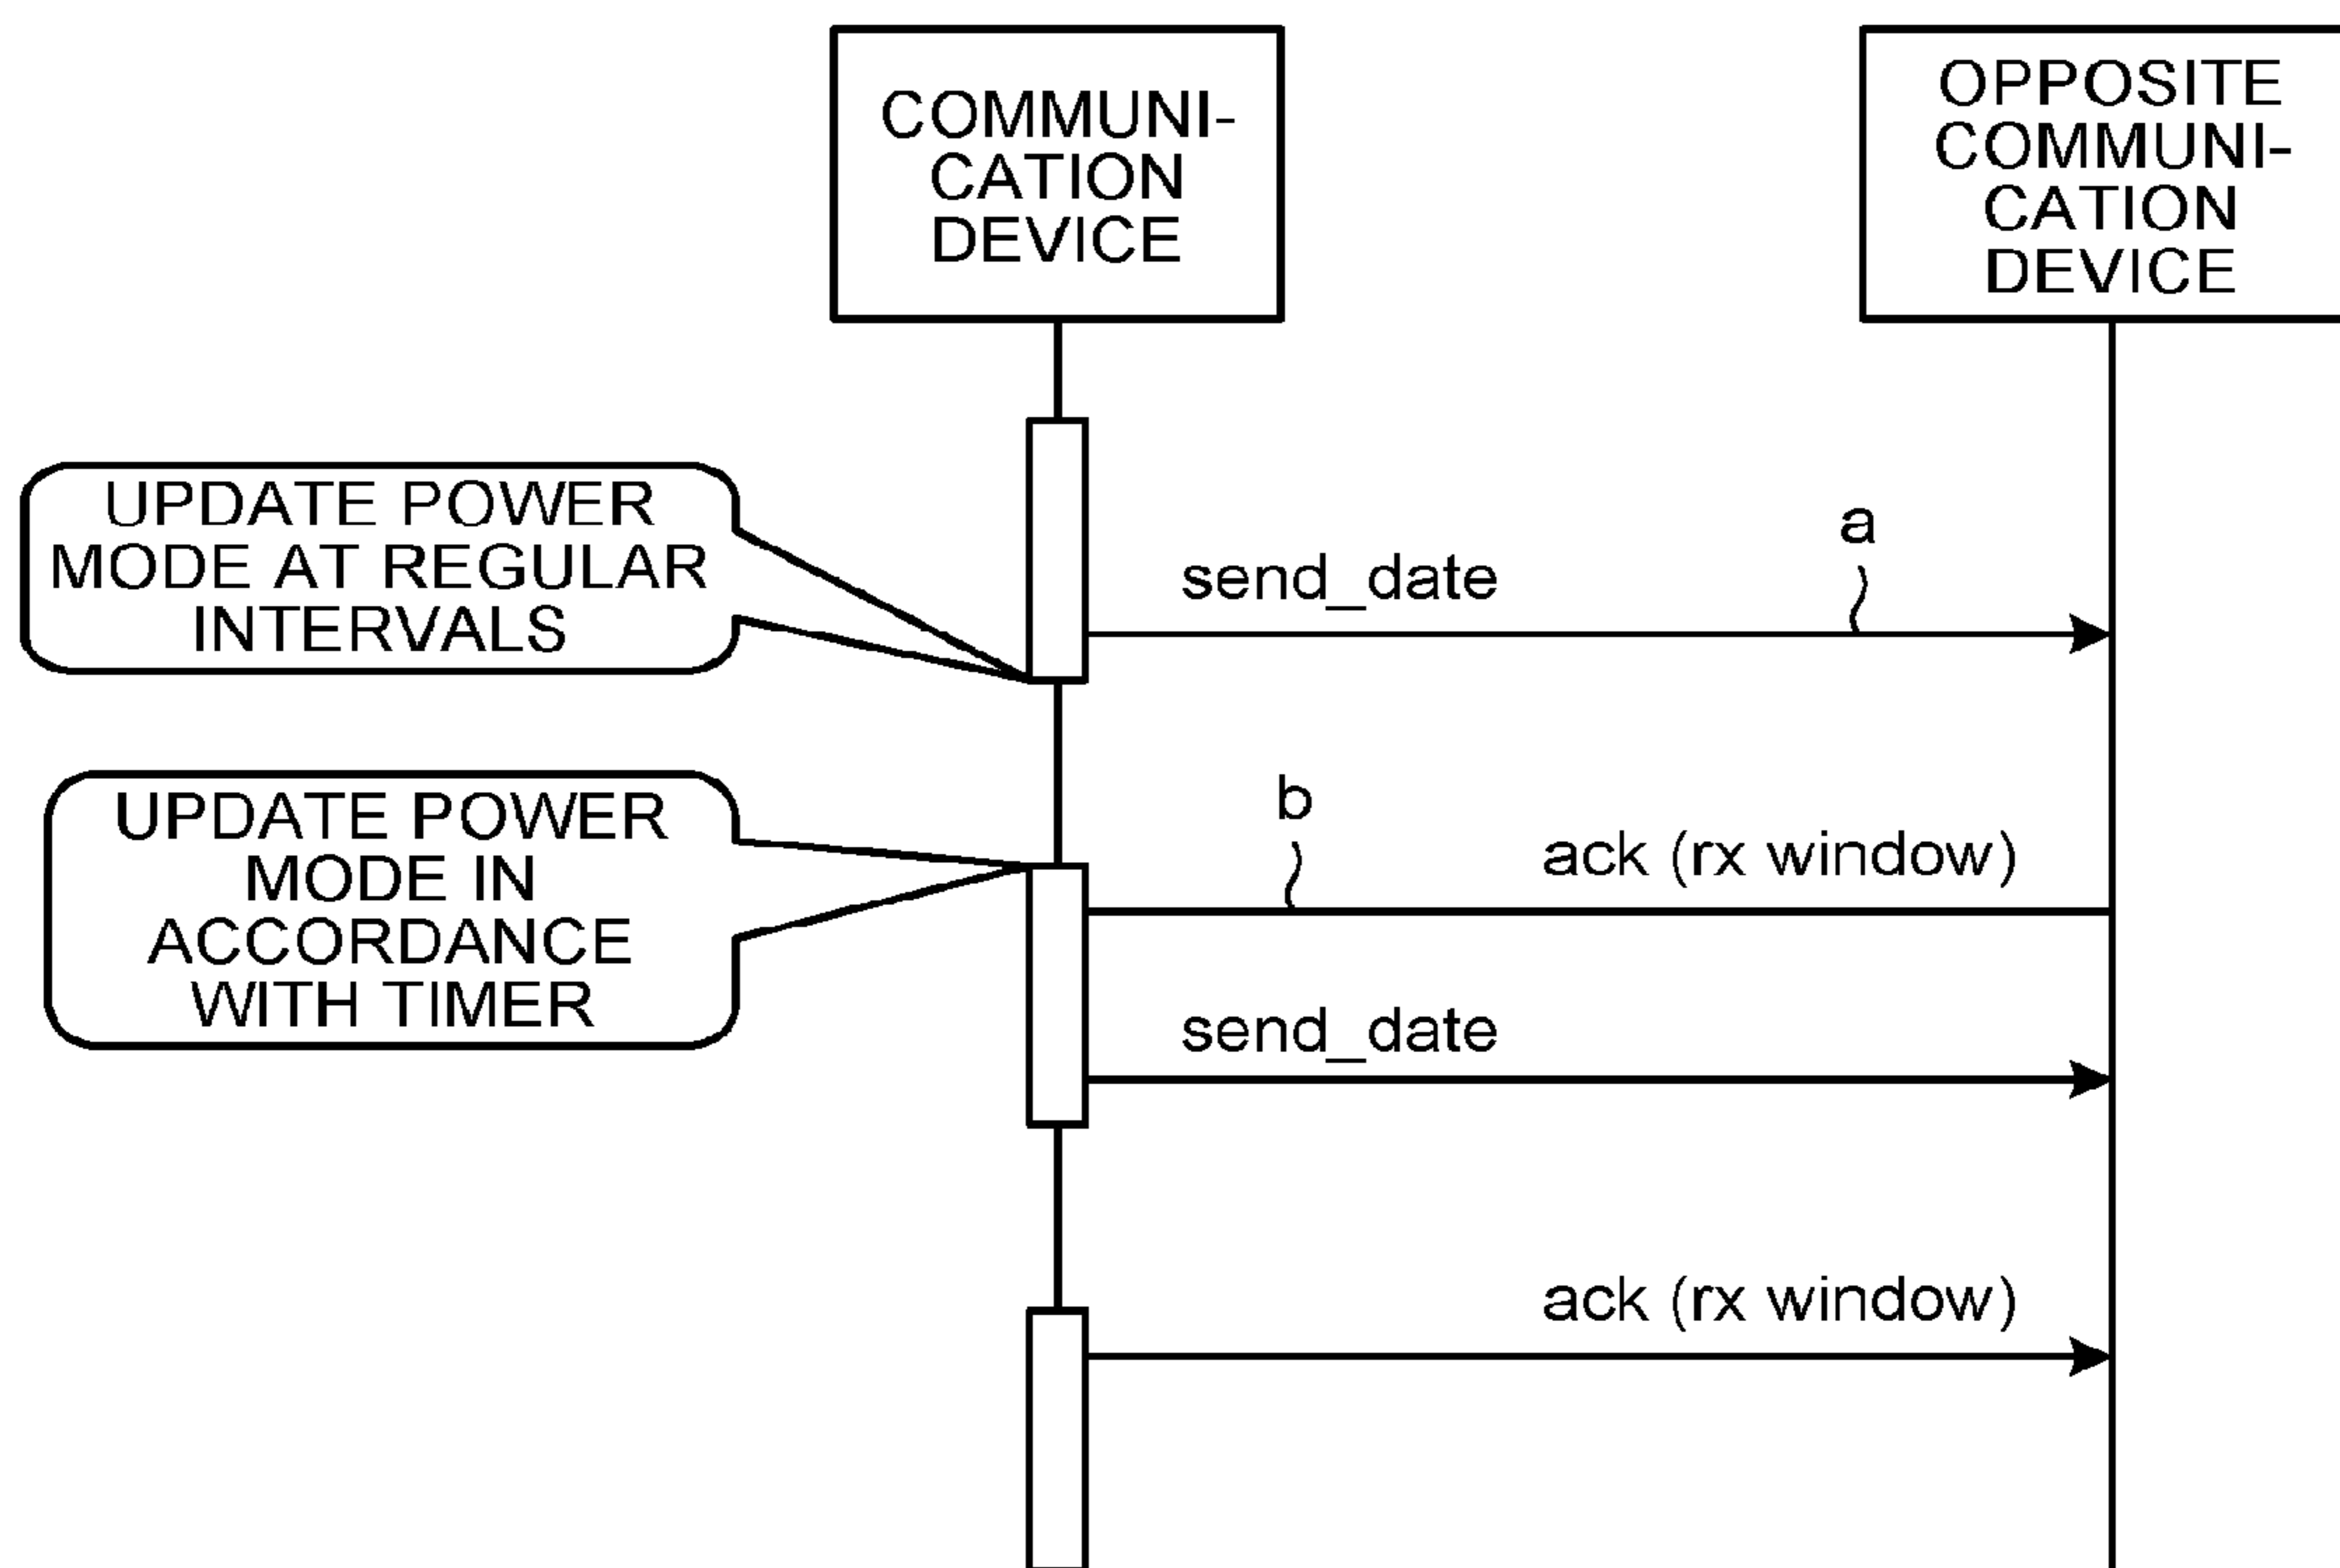 COMMUNI-
CATION
DEVICE
OPPOSITE
COMMUNI-
CATION
DEVICE
UPDATE POWER
MODE AT REGULAR
INTERVALS
send_date
a
UPDATE POWER
MODE IN
ACCORDANCE
WITH TIMER
b
ack (rx window)
send_date
ack (rx window)